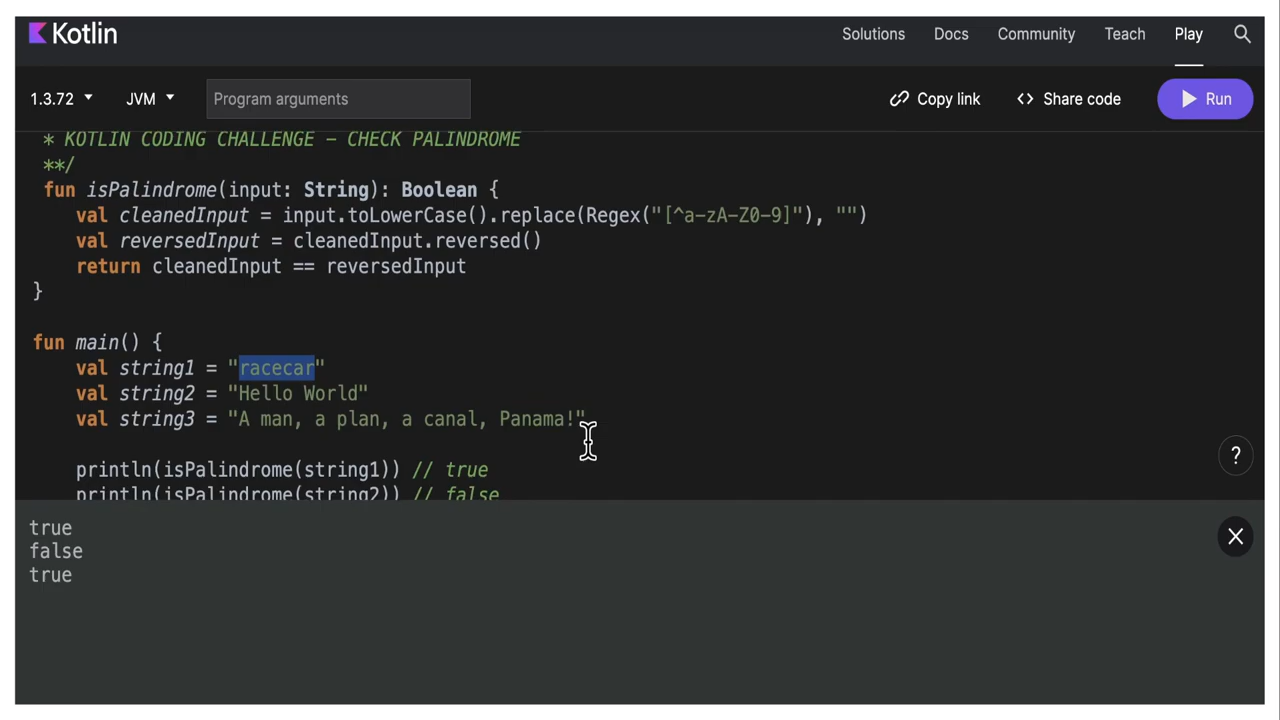 Kotlin
Solutions Docs Community Teach Play
1.3.72 JVM Program arguments Copy link Share code Run
* KOTLIN CODING CHALLENGE – CHECK PALINDROME
**/
fun isPalindrome(input: String): Boolean {
    val cleanedInput = input.toLowerCase().replace(Regex("[^a-zA-Z0-9]"), "")
    val reversedInput = cleanedInput.reversed()
    return cleanedInput == reversedInput
}
fun main() {
    val string1 = "racecar"
    val string2 = "Hello World"
    val string3 = "A man, a plan, a canal, Panama!"
    println(isPalindrome(string1)) // true
    println(isPalindrome(string2)) // false
?
true
false
true